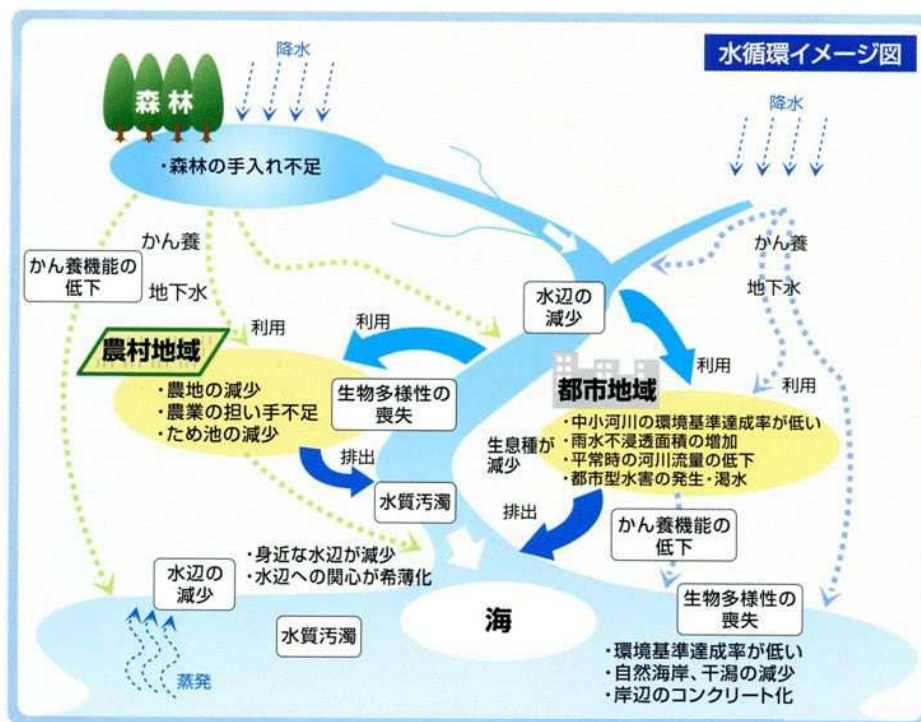 水循環イメージ図
降水
降水
森林
・森林の手入れ不足
かん養
かん養
かん養機能の
低下
地下水
地下水
水辺の
減少
利用
利用
利用
利用
農村地域
・農地の減少
・農業の担い手不足
・ため池の減少
生物多様性の
喪失
都市地域
・中小河川の環境基準達成率が低い
・雨水不浸透面積の増加
・平常時の河川流量の低下
・都市型水害の発生・渇水
生息種が
減少
排出
水質汚濁
排出
かん養機能の
低下
・身近な水辺が減少
・水辺への関心が希薄化
水辺の
減少
水質汚濁
海
生物多様性の
喪失
・環境基準達成率が低い
・自然海岸、干潟の減少
・岸辺のコンクリート化
蒸発